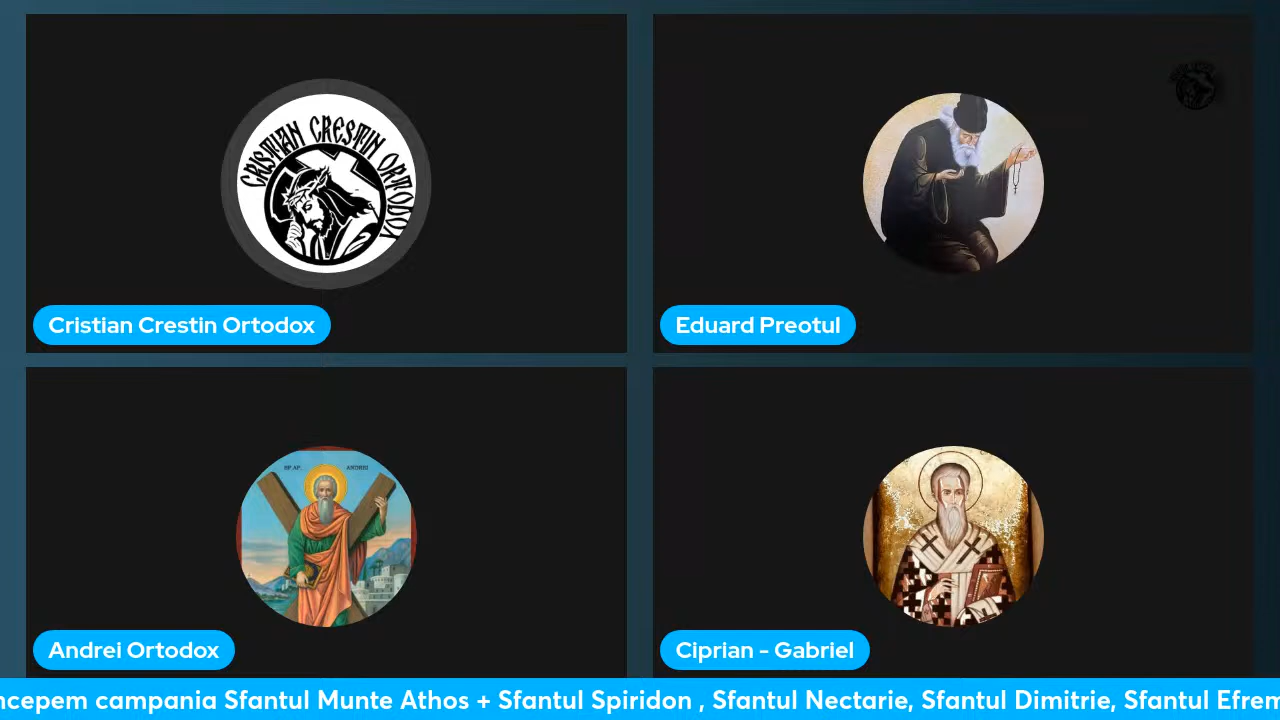 CRISTIAN CRESTIN ORTODOX
Cristian Crestin Ortodox
Eduard Preotul
SF.AP. ANDREI
Andrei Ortodox
Ciprian - Gabriel
ncepem campania Sfantul Munte Athos + Sfantul Spiridon , Sfantul Nectarie, Sfantul Dimitrie, Sfantul Efren